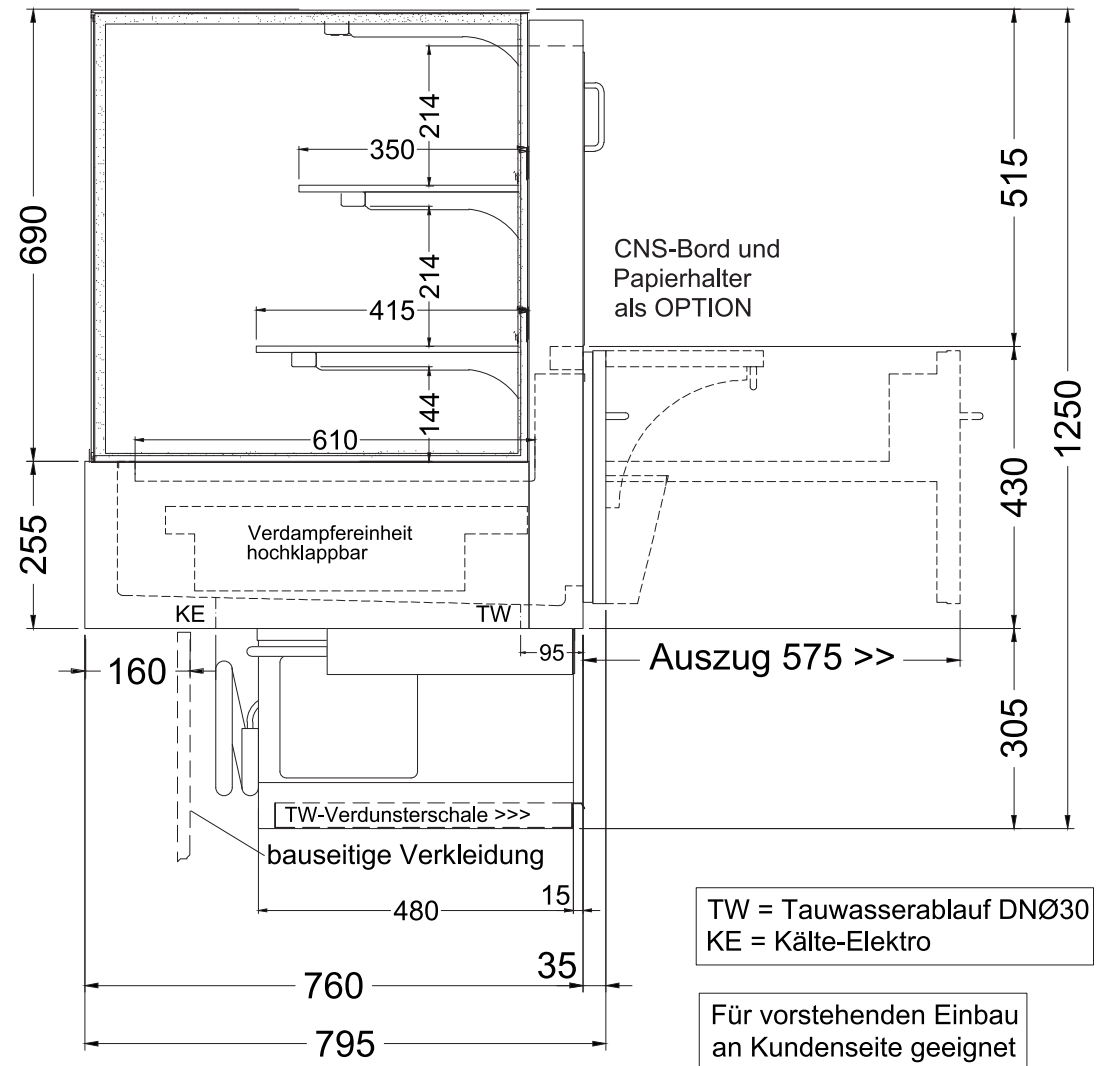 214
350
690
515
CNS-Bord und
Papierhalter
als OPTION
214
415
144
610
1250
430
255
Verdampfereinheit
hochklappbar
KE
TW
95
160
Auszug 575 >>
305
TW-Verdunsterschale >>>
bauseitige Verkleidung
15
480
TW = Tauwasserablauf DNØ30
KE = Kälte-Elektro
35
760
795
Für vorstehenden Einbau
an Kundenseite geeignet